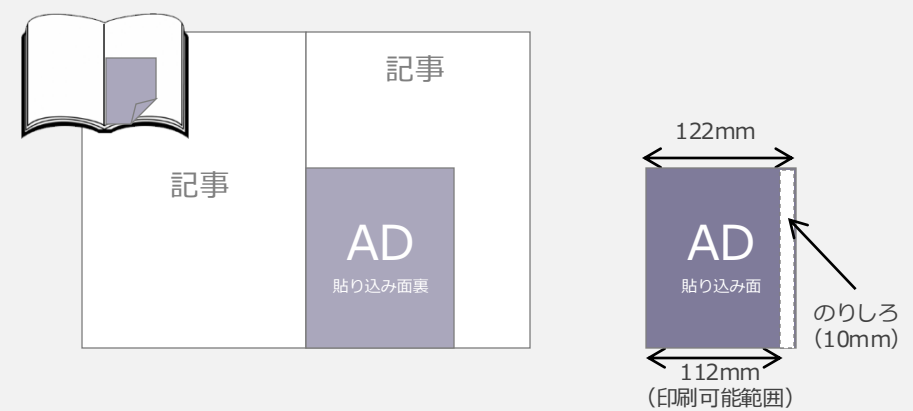 記事
記事
AD
貼り込み面裏
122mm
AD
貼り込み面
のりしろ
（10mm）
112mm
（印刷可能範囲）